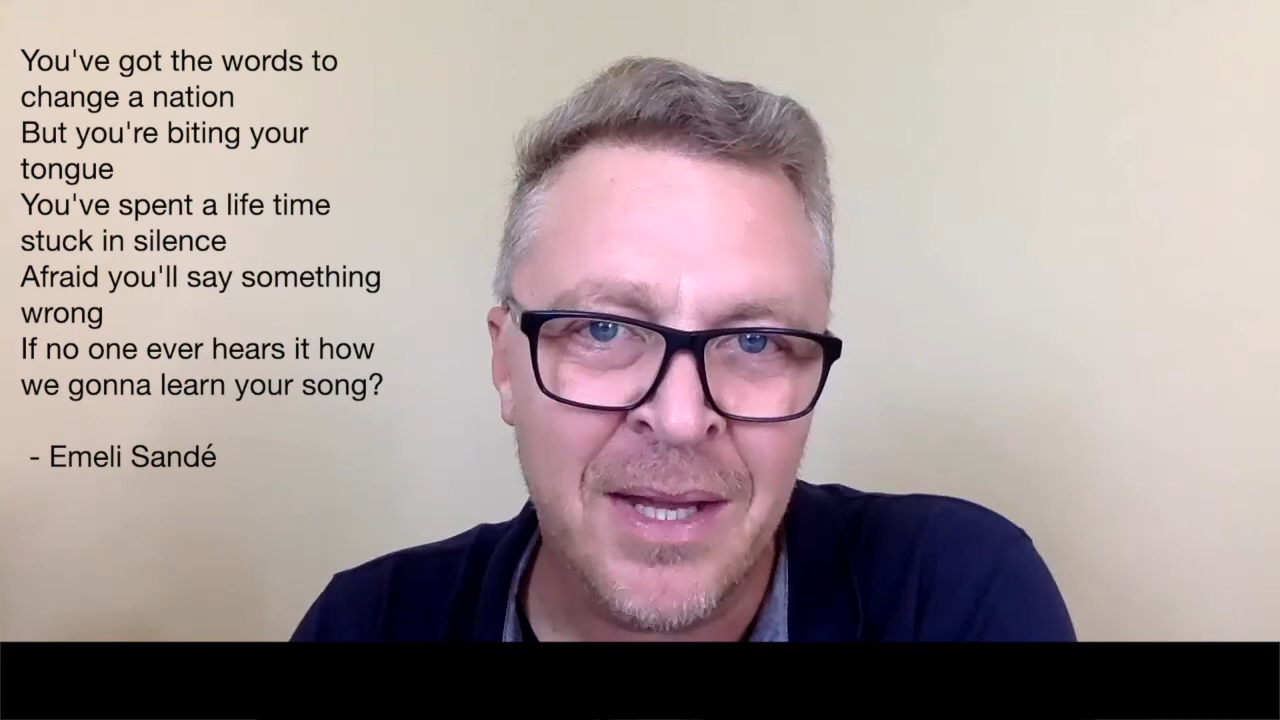 You've got the words to
change a nation
But you're biting your
tongue
You've spent a life time
stuck in silence
Afraid you'll say something
wrong
If no one ever hears it how
we gonna learn your song?
- Emeli Sandé